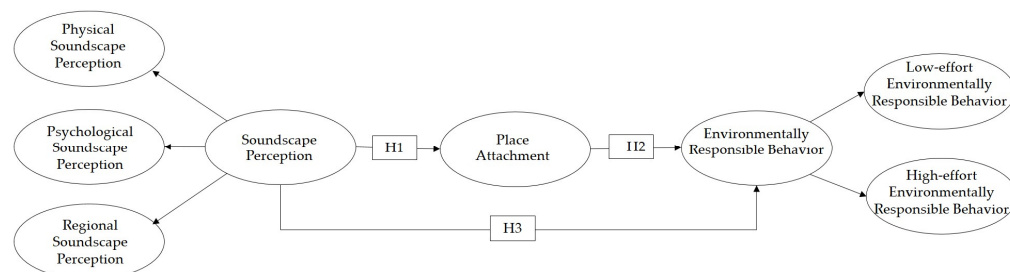 Physical
Soundscape
Perception
Psychological
Soundscape
Perception
Regional
Soundscape
Perception
Soundscape
Perception
H1
Place
Attachment
H2
Environmentally
Responsible Behavior
H3
Low-effort
Environmentally
Responsible Behavior
High-effort
Environmentally
Responsible Behavior